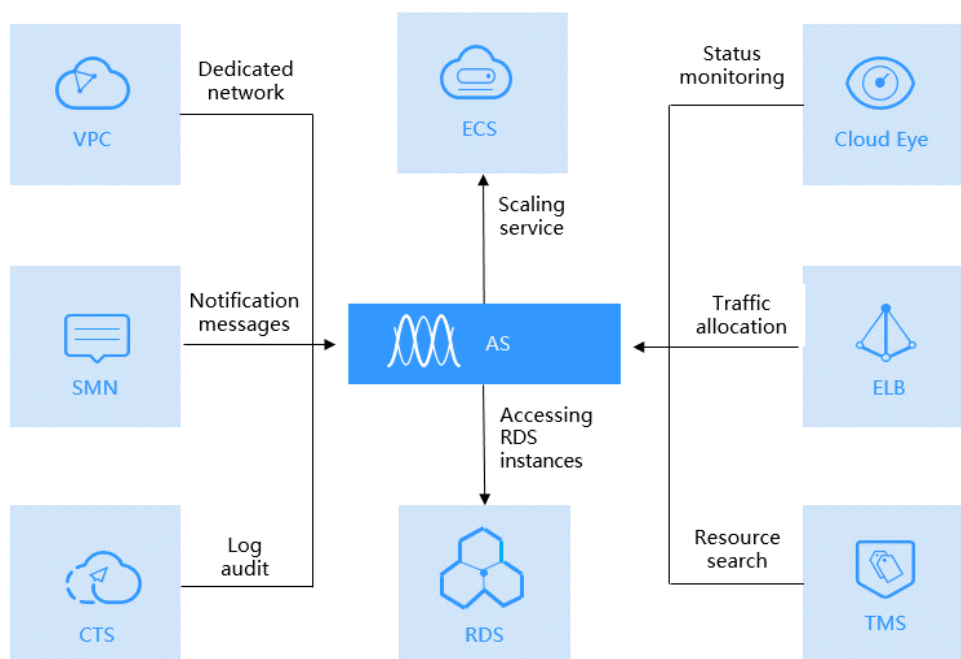 Dedicated
network
VPC
ECS
Status
monitoring
Cloud Eye
Scaling
service
Notification
messages
SMN
AS
Traffic
allocation
ELB
Accessing
RDS
instances
Log
audit
CTS
RDS
Resource
search
TMS